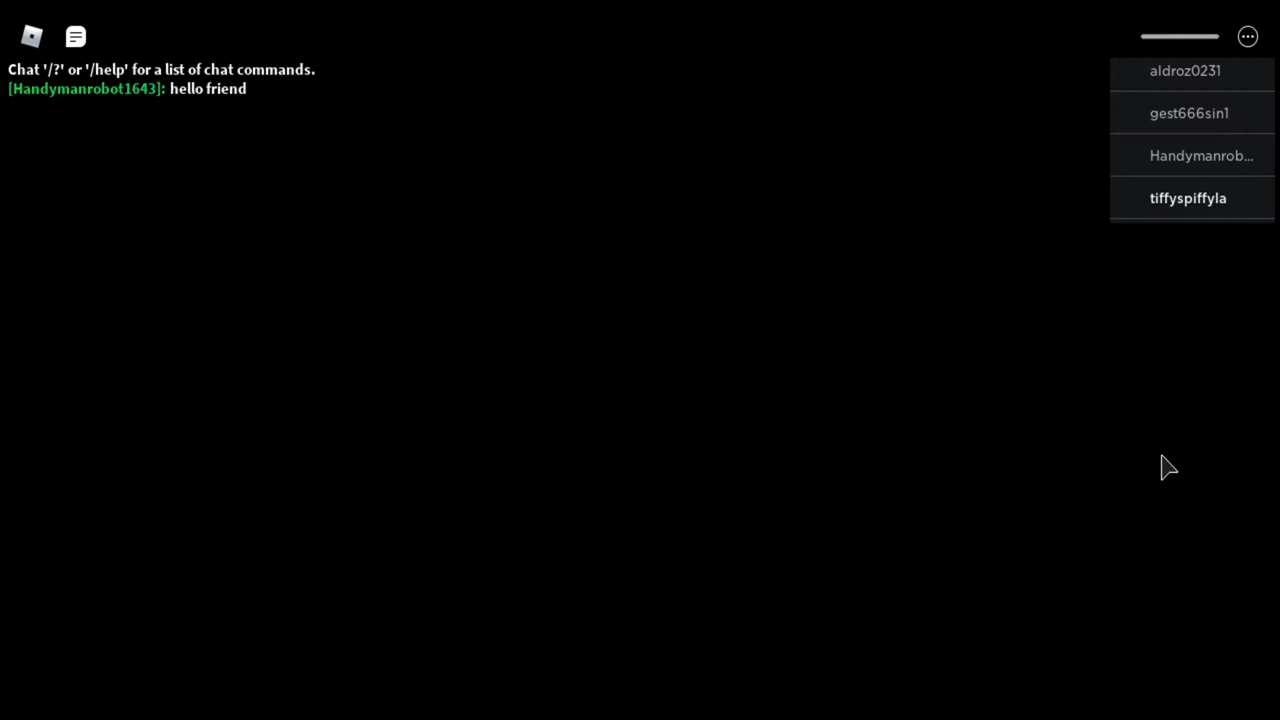 Chat '/?' or '/help' for a list of chat commands.
[Handymanrobot1643]: hello friend
aldroz0231
gest666sin1
Handymanrob...
tiffyspiffyla